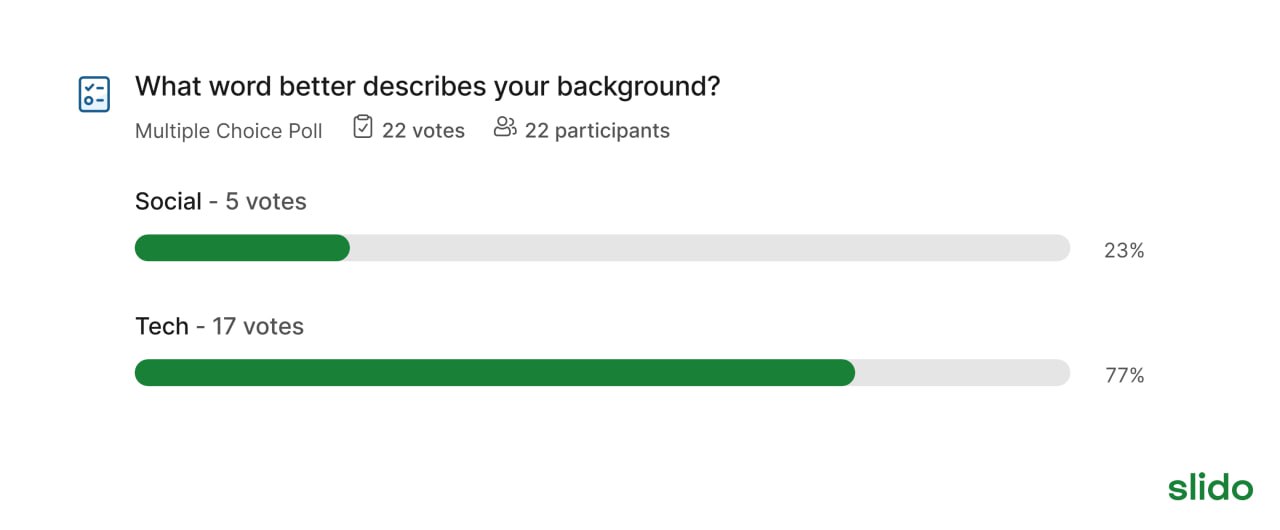 What word better describes your background?
Multiple Choice Poll 22 votes 22 participants
Social - 5 votes
23%
Tech - 17 votes
77%
slido